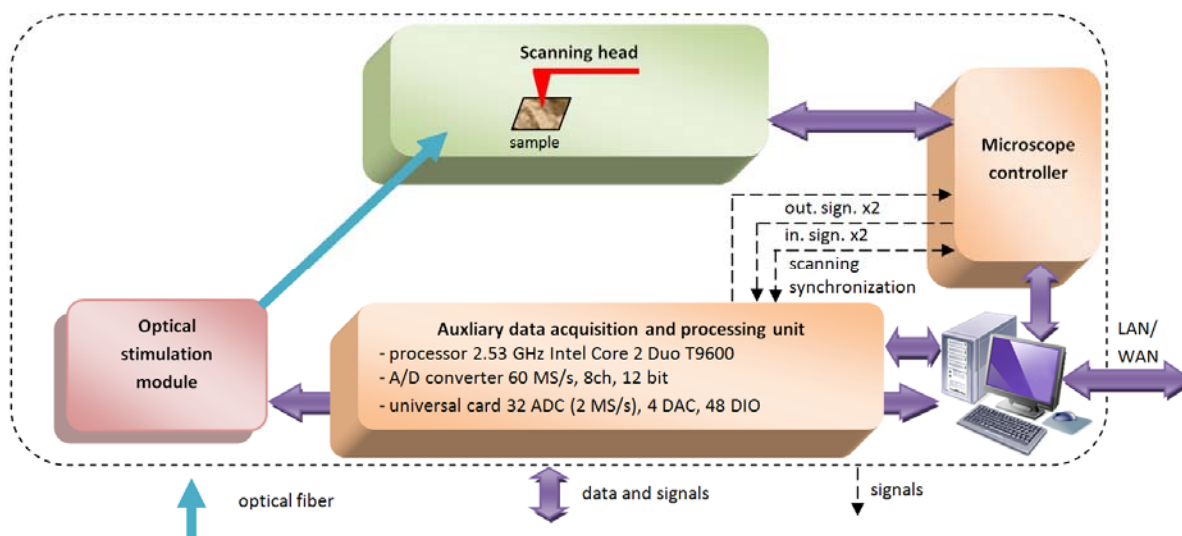 Scanning head
sample
Microscope
controller
out. sign. x2
in. sign. x2
scanning
synchronization
Optical
stimulation
module
Auxliary data acquisition and processing unit
- processor 2.53 GHz Intel Core 2 Duo T9600
- A/D converter 60 MS/s, 8ch, 12 bit
- universal card 32 ADC (2 MS/s), 4 DAC, 48 DIO
LAN/
WAN
optical fiber
data and signals
signals